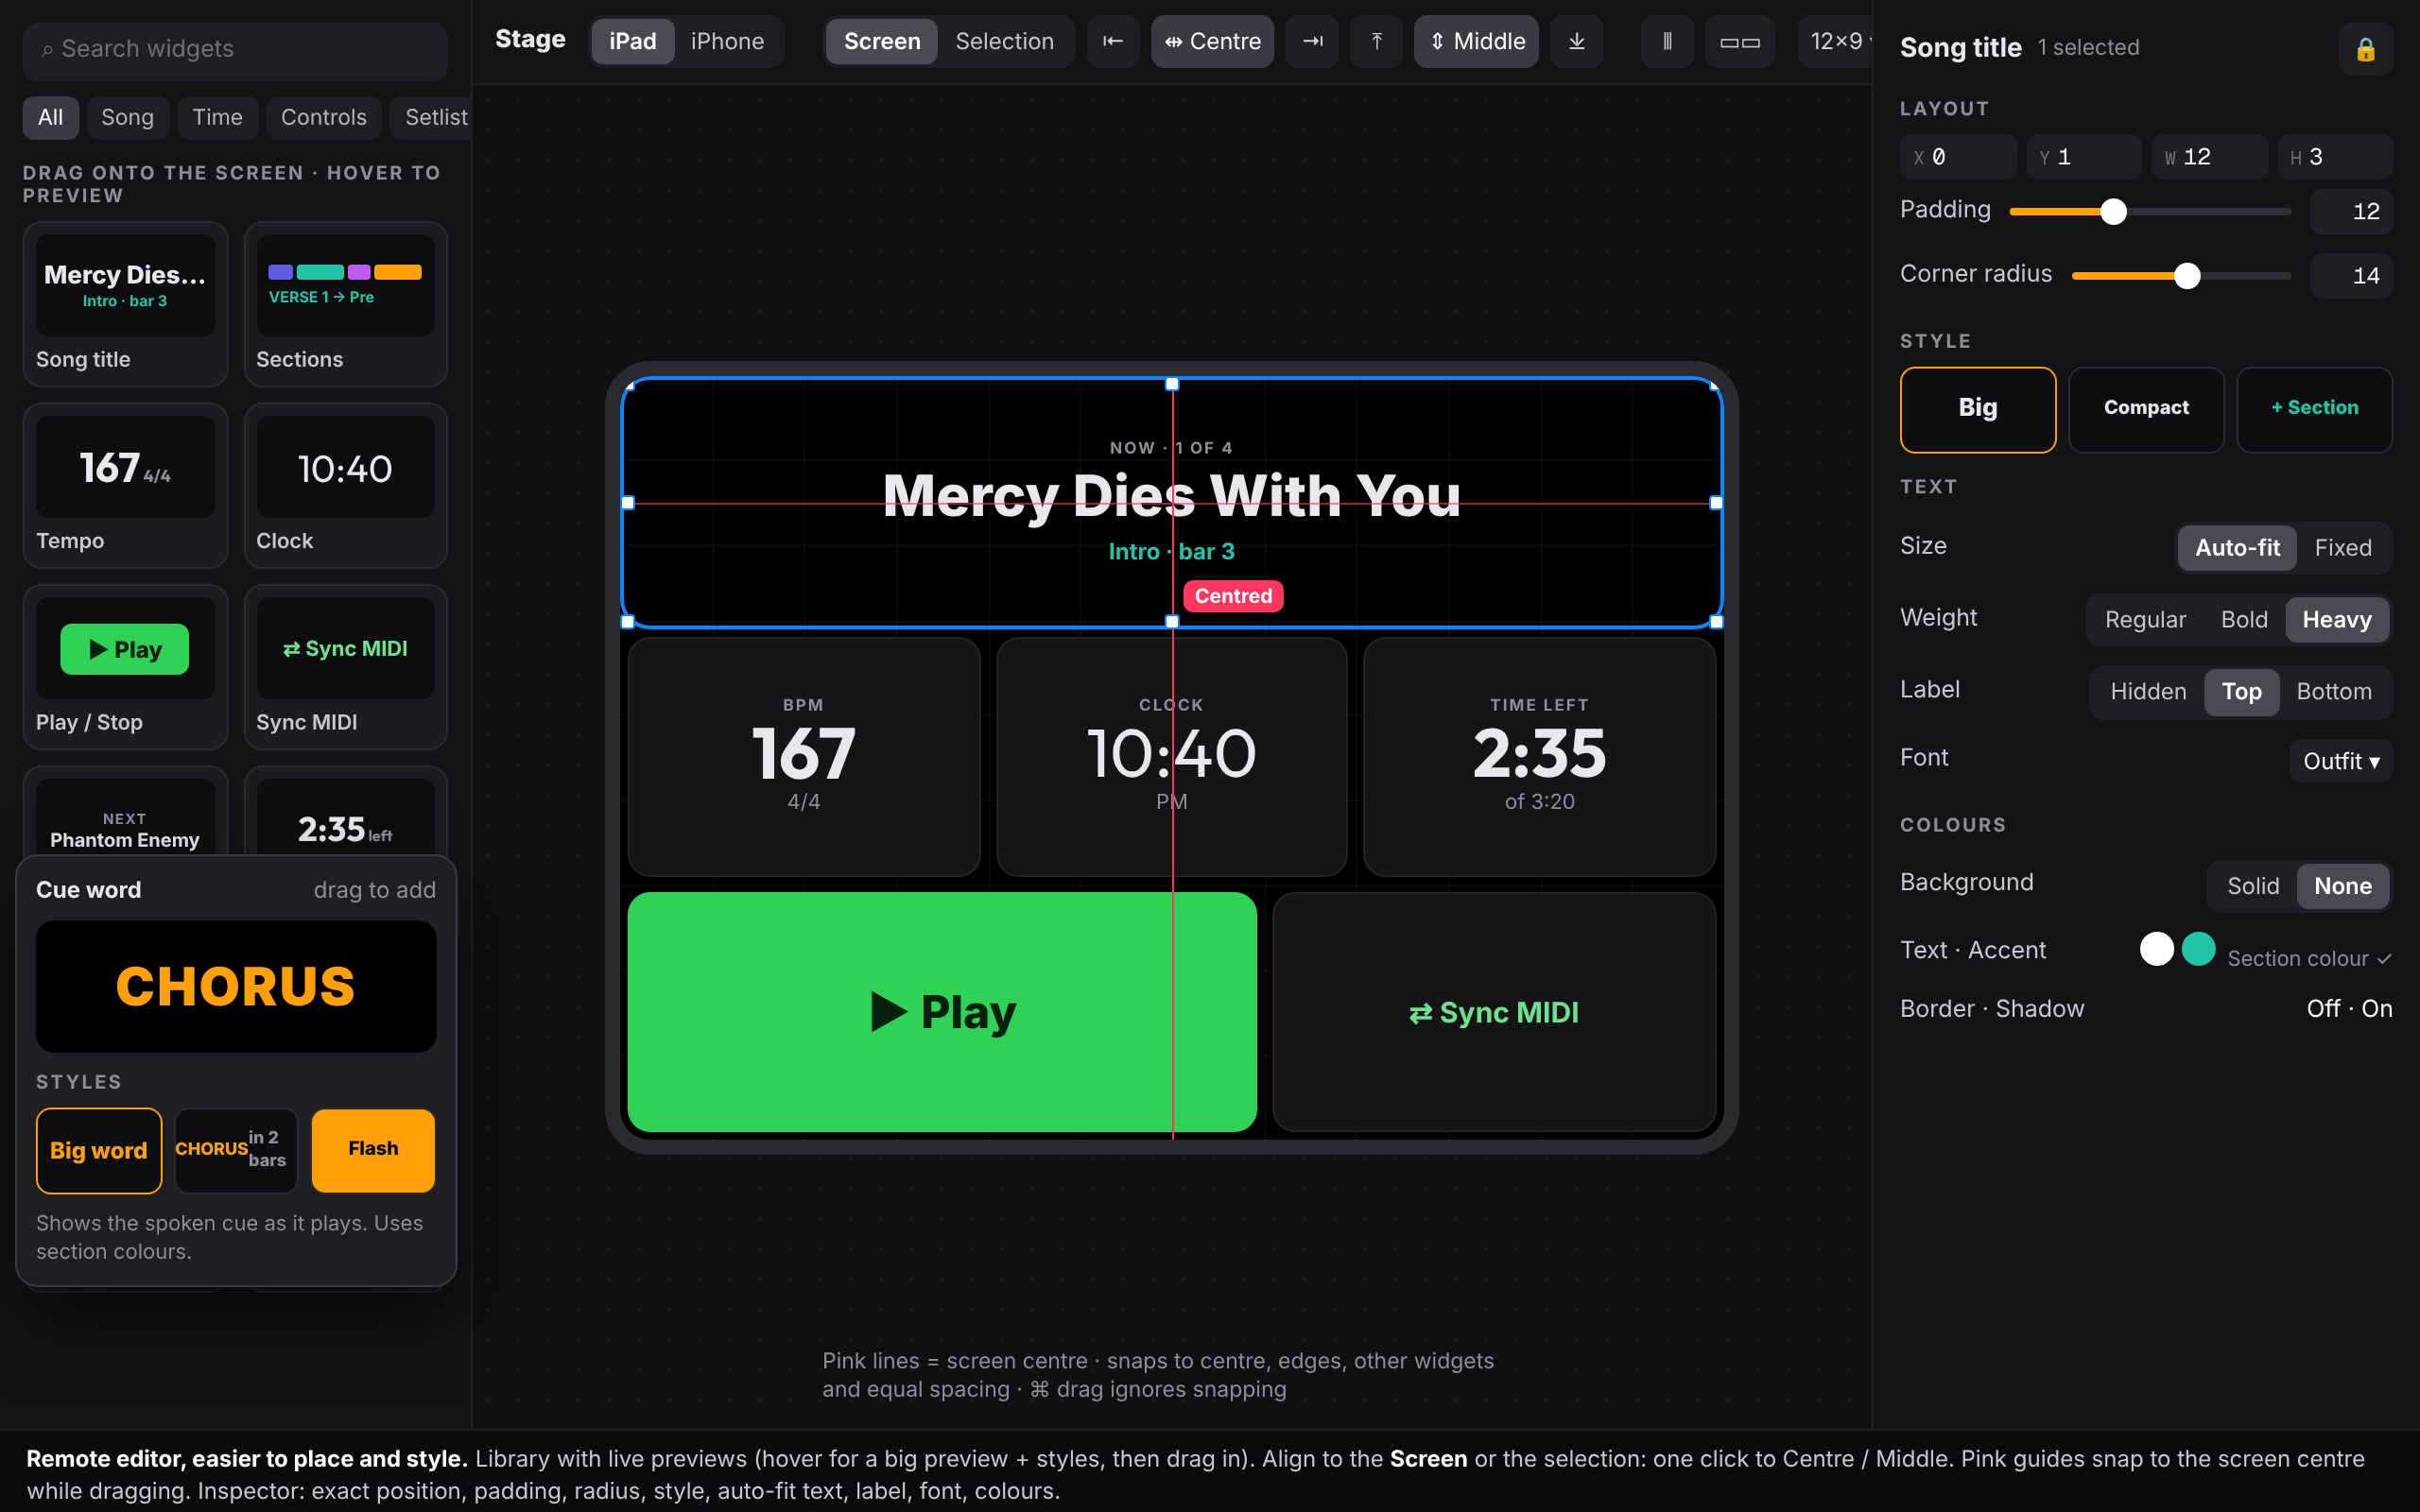 ⌕ Search widgets
All Song Time Controls Setlist
DRAG ONTO THE SCREEN · HOVER TO
PREVIEW
Mercy Dies...
Intro · bar 3
Song title
VERSE 1 → Pre
Sections
167 4/4
Tempo
10:40
Clock
▶ Play
Play / Stop
⇄ Sync MIDI
Sync MIDI
NEXT
Phantom Enemy
2:35 left
Cue word drag to add
CHORUS
STYLES
Big word
CHORUS in 2 bars
Flash
Shows the spoken cue as it plays. Uses
section colours.
Stage iPad iPhone Screen Selection ⇤ ⇹ Centre ⇥ ⤒ ⇕ Middle ⤓ ⫴ ▭▭ 12×9
NOW · 1 OF 4
Mercy Dies With You
Intro · bar 3
Centred
BPM
167
4/4
CLOCK
10:40
PM
TIME LEFT
2:35
of 3:20
▶ Play
⇄ Sync MIDI
Pink lines = screen centre · snaps to centre, edges, other widgets
and equal spacing · ⌘ drag ignores snapping
Song title 1 selected 🔒
LAYOUT
X 0 Y 1 W 12 H 3
Padding 12
Corner radius 14
STYLE
Big Compact + Section
TEXT
Size Auto-fit Fixed
Weight Regular Bold Heavy
Label Hidden Top Bottom
Font Outfit ▾
COLOURS
Background Solid None
Text · Accent Section colour ✓
Border · Shadow Off · On
Remote editor, easier to place and style. Library with live previews (hover for a big preview + styles, then drag in). Align to the Screen or the selection: one click to Centre / Middle. Pink guides snap to the screen centre
while dragging. Inspector: exact position, padding, radius, style, auto-fit text, label, font, colours.